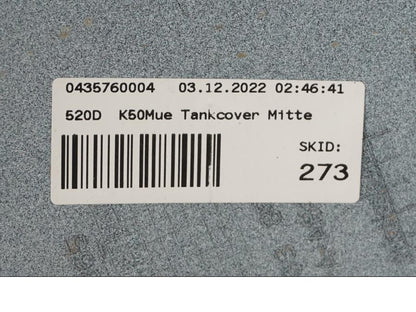 0435760004 03.12.2022 02:46:41
520D K50Mue Tankcover Mitte
SKID:
273